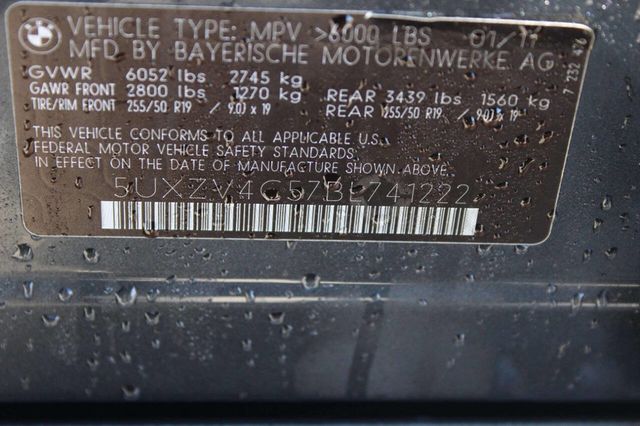 BMW
VEHICLE TYPE: MPV >6000 LBS 01/11
MFD BY BAYERISCHE MOTORENWERKE AG
GVWR 6052 lbs 2745 kg
GAWR FRONT 2800 lbs 1270 kg REAR 3439 lbs 1560 kg
TIRE/RIM FRONT 255/50 R19 / 9.0J x 19 REAR 255/50 R19 / 9.0J x 19
THIS VEHICLE CONFORMS TO ALL APPLICABLE U.S.
FEDERAL MOTOR VEHICLE SAFETY STANDARDS
IN EFFECT ON THE DATE OF MANUFACTURE SHOWN ABOVE.
5UXZV4C57BL741222